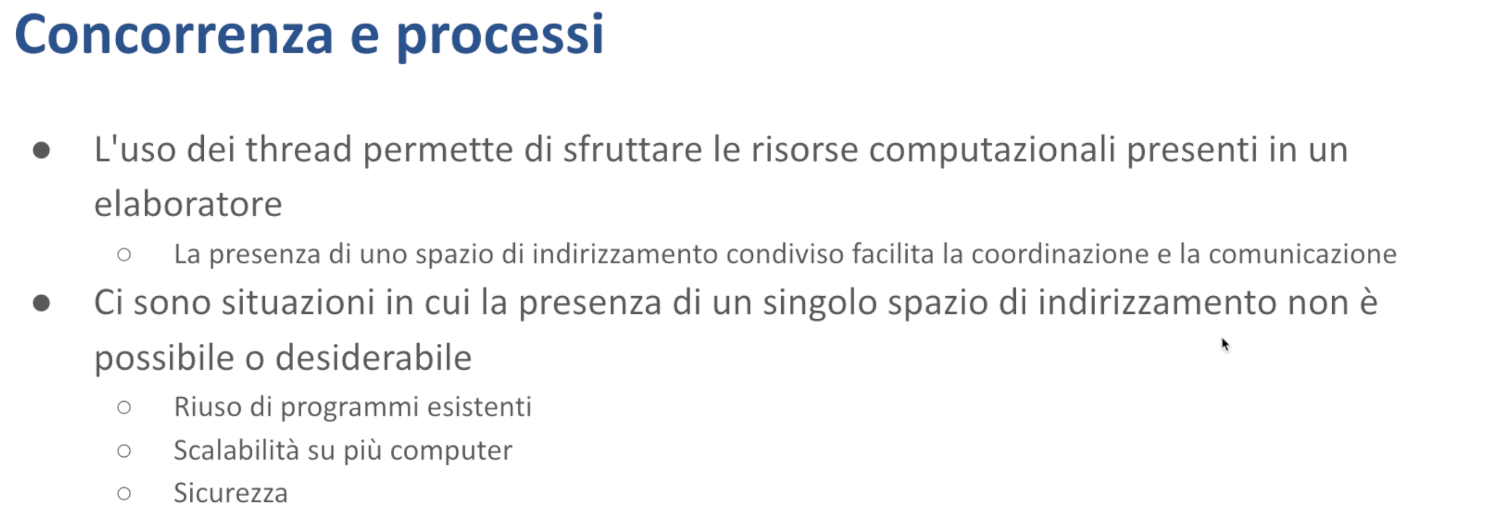 Concorrenza e processi
● L'uso dei thread permette di sfruttare le risorse computazionali presenti in un
elaboratore
○ La presenza di uno spazio di indirizzamento condiviso facilita la coordinazione e la comunicazione
● Ci sono situazioni in cui la presenza di un singolo spazio di indirizzamento non è
possibile o desiderabile
○ Riuso di programmi esistenti
○ Scalabilità su più computer
○ Sicurezza